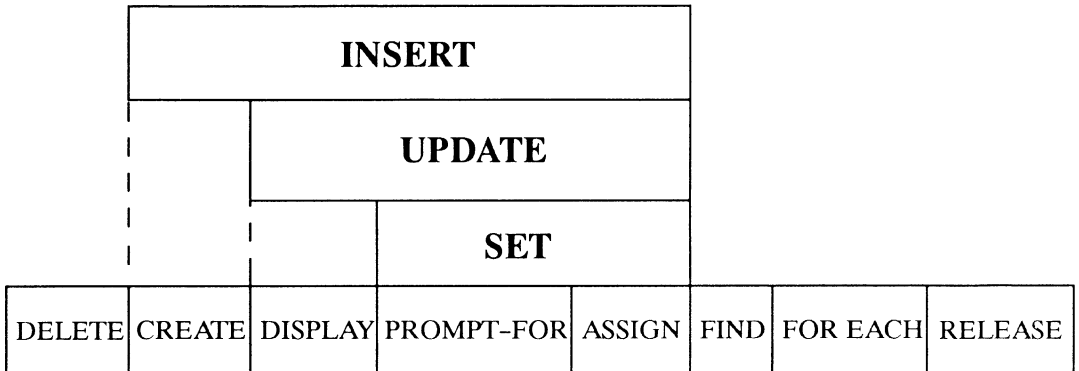 INSERT
UPDATE
SET
DELETE CREATE DISPLAY PROMPT-FOR ASSIGN FIND FOR EACH RELEASE